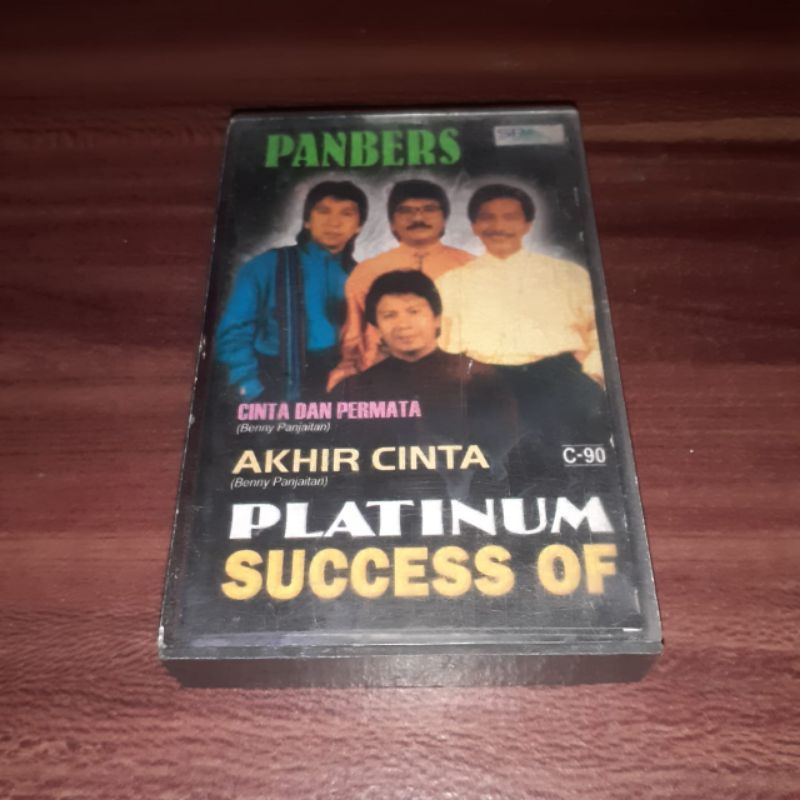 PANBERS
CINTA DAN PERMATA
(Benny Panjaitan)
AKHIR CINTA
(Benny Panjaitan)
C-90
PLATINUM
SUCCESS OF